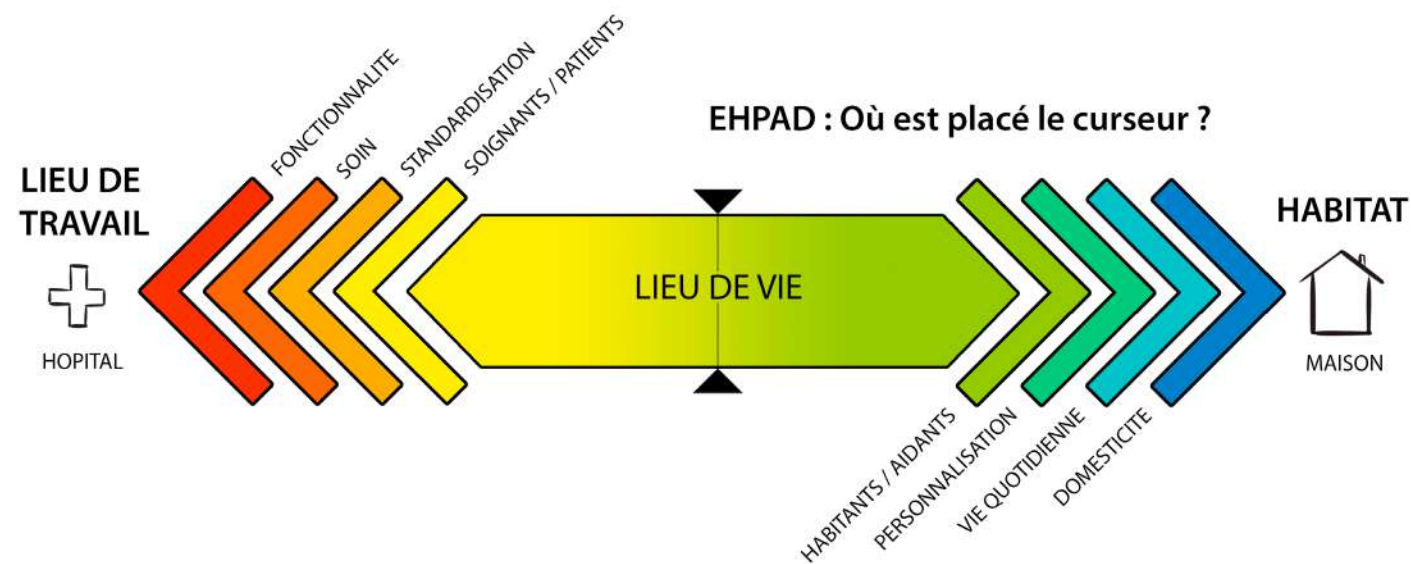 EHPAD : Où est placé le curseur ?
LIEU DE
TRAVAIL
HOPITAL
FONCTIONNALITE
SOIN
STANDARDISATION
SOIGNANTS / PATIENTS
LIEU DE VIE
HABITANTS / AIDANTS
PERSONNALISATION
VIE QUOTIDIENNE
DOMESTICITE
HABITAT
MAISON